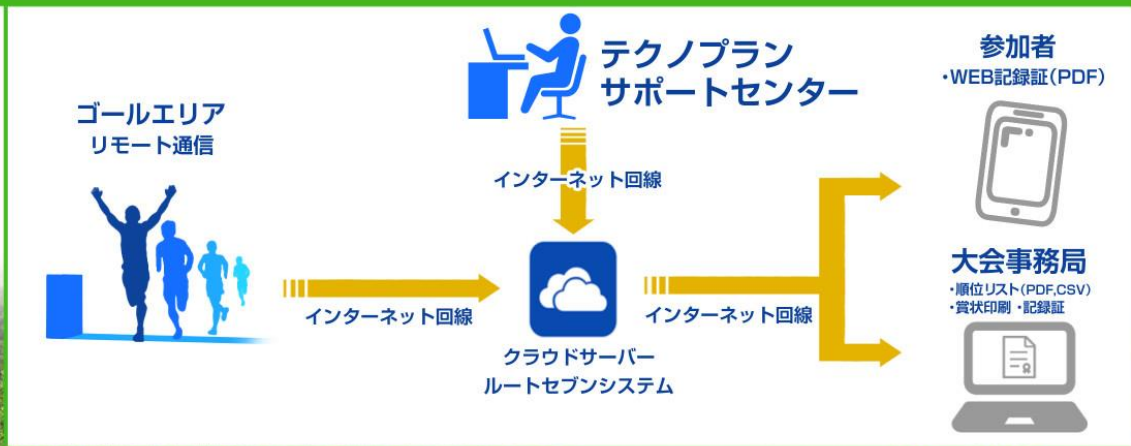 ゴールエリア
リモート通信
インターネット回線
テクノプラン
サポートセンター
インターネット回線
クラウドサーバー
ルートセブンシステム
インターネット回線
参加者
・WEB記録証(PDF)
大会事務局
・順位リスト(PDF,CSV)
・賞状印刷 ・記録証